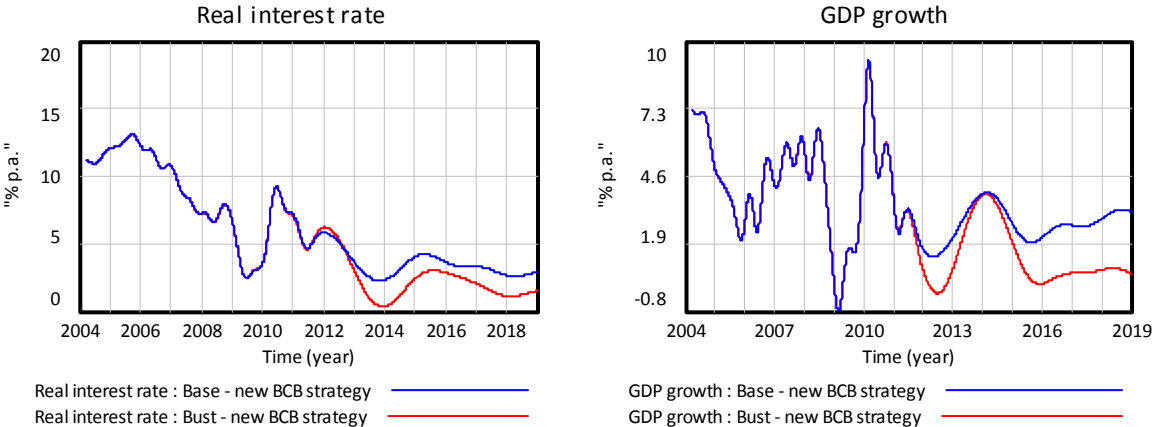 Real interest rate
20
15
10
5
0
"% p.a."
2004 2006 2008 2010 2012 2014 2016 2018
Time (year)
Real interest rate : Base - new BCB strategy
Real interest rate : Bust - new BCB strategy
GDP growth
10
7.3
4.6
1.9
-0.8
"% p.a."
2004 2007 2010 2013 2016 2019
Time (year)
GDP growth : Base - new BCB strategy
GDP growth : Bust - new BCB strategy